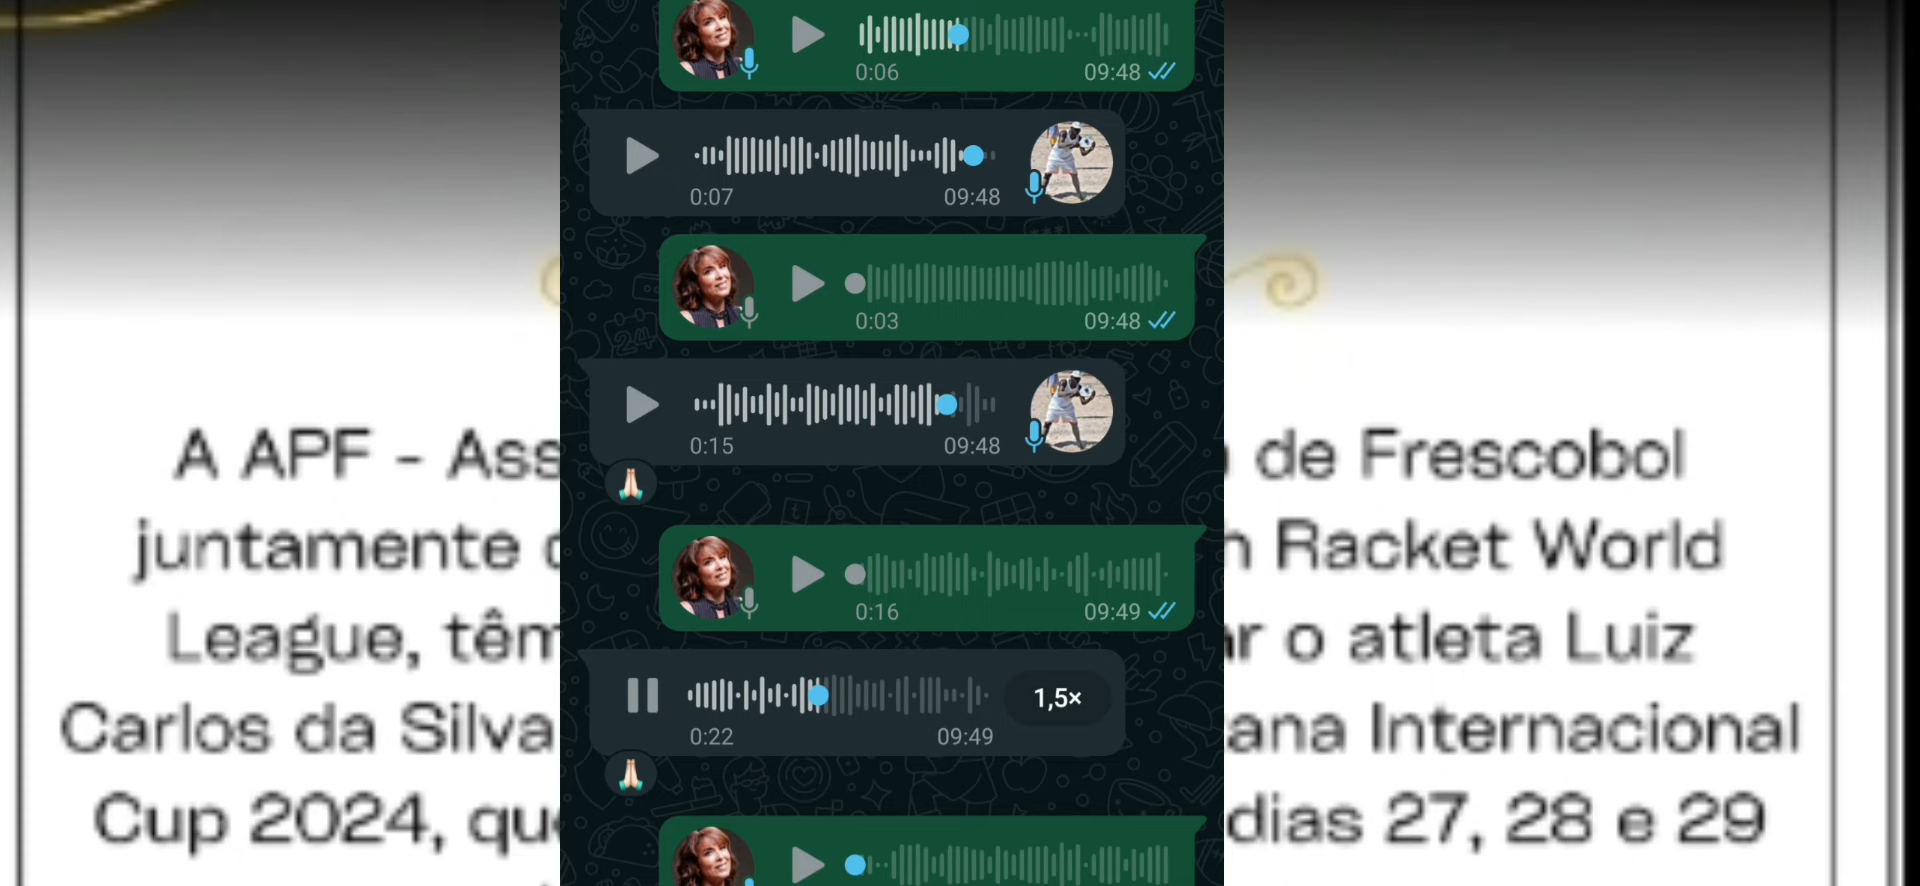 0:06 09:48
0:07 09:48
0:03 09:48
0:15 09:48
0:16 09:49
1,5×
0:22 09:49
A APF - Ass de Frescobol
juntamente Racket World
League, têm o atleta Luiz
Carlos da Silva ana Internacional
Cup 2024, qu dias 27, 28 e 29